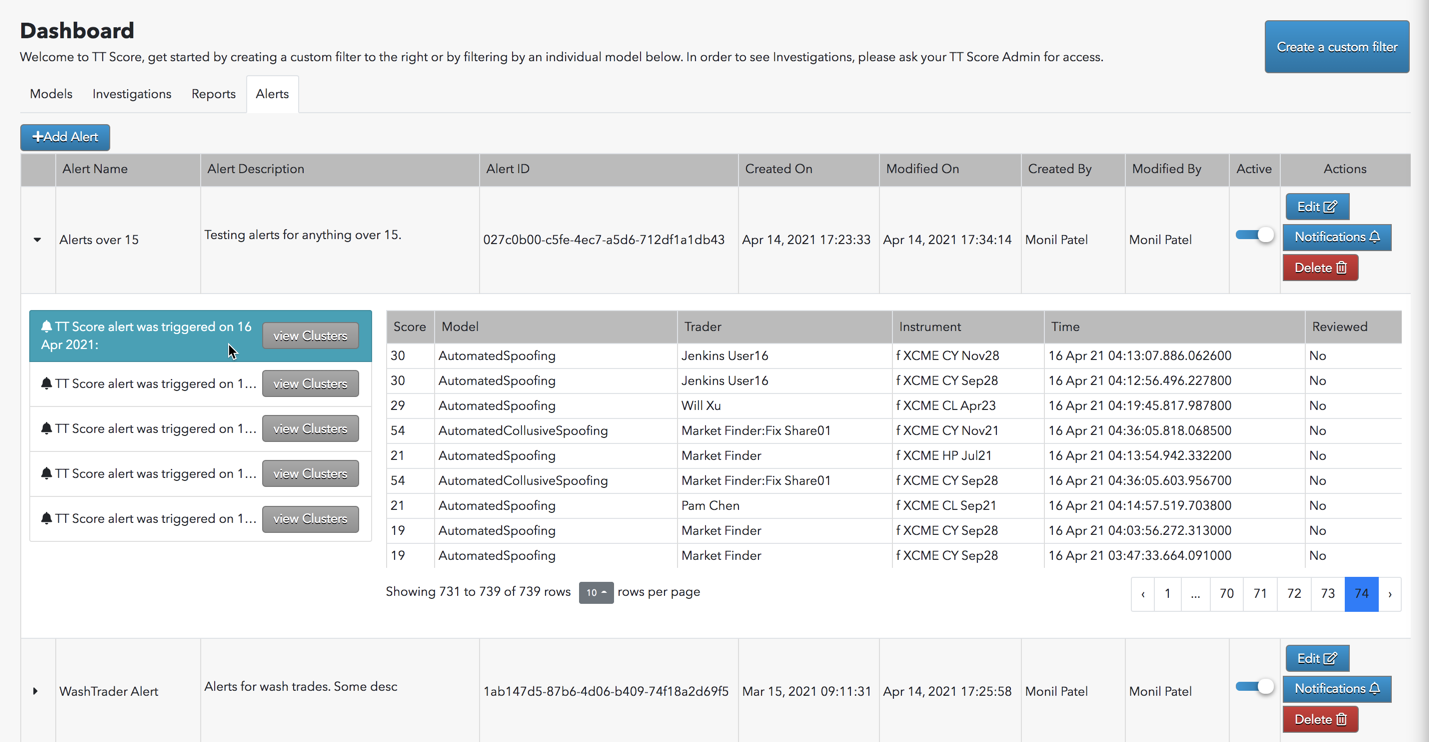 Dashboard
Welcome to TT Score, get started by creating a custom filter to the right or by filtering by an individual model below. In order to see Investigations, please ask your TT Score Admin for access.
Create a custom filter
Models Investigations Reports Alerts
+Add Alert
Alert Name Alert Description Alert ID Created On Modified On Created By Modified By Active Actions
Alerts over 15 Testing alerts for anything over 15. 027c0b00-c5fe-4ec7-a5d6-712df1a1db43 Apr 14, 2021 17:23:33 Apr 14, 2021 17:34:14 Monil Patel Monil Patel
Edit
Notifications
Delete
TT Score alert was triggered on 16
Apr 2021:
view Clusters
TT Score alert was triggered on 1... view Clusters
TT Score alert was triggered on 1... view Clusters
TT Score alert was triggered on 1... view Clusters
TT Score alert was triggered on 1... view Clusters
Score Model Trader Instrument Time Reviewed
30 AutomatedSpoofing Jenkins User16 f XCME CY Nov28 16 Apr 21 04:13:07.886.062600 No
30 AutomatedSpoofing Jenkins User16 f XCME CY Sep28 16 Apr 21 04:12:56.496.227800 No
29 AutomatedSpoofing Will Xu f XCME CL Apr23 16 Apr 21 04:19:45.817.987800 No
54 AutomatedCollusiveSpoofing Market Finder:Fix Share01 f XCME CY Nov21 16 Apr 21 04:36:05.818.068500 No
21 AutomatedSpoofing Market Finder f XCME HP Jul21 16 Apr 21 04:13:54.942.332200 No
54 AutomatedCollusiveSpoofing Market Finder:Fix Share01 f XCME CY Sep28 16 Apr 21 04:36:05.603.956700 No
21 AutomatedSpoofing Pam Chen f XCME CL Sep21 16 Apr 21 04:14:57.519.703800 No
19 AutomatedSpoofing Market Finder f XCME CY Sep28 16 Apr 21 04:03:56.272.313000 No
19 AutomatedSpoofing Market Finder f XCME CY Sep28 16 Apr 21 03:47:33.664.091000 No
Showing 731 to 739 of 739 rows 10 rows per page ‹ 1 ... 70 71 72 73 74 ›
WashTrader Alert Alerts for wash trades. Some desc 1ab147d5-87b6-4d06-b409-74f18a2d69f5 Mar 15, 2021 09:11:31 Apr 14, 2021 17:25:58 Monil Patel Monil Patel
Edit
Notifications
Delete